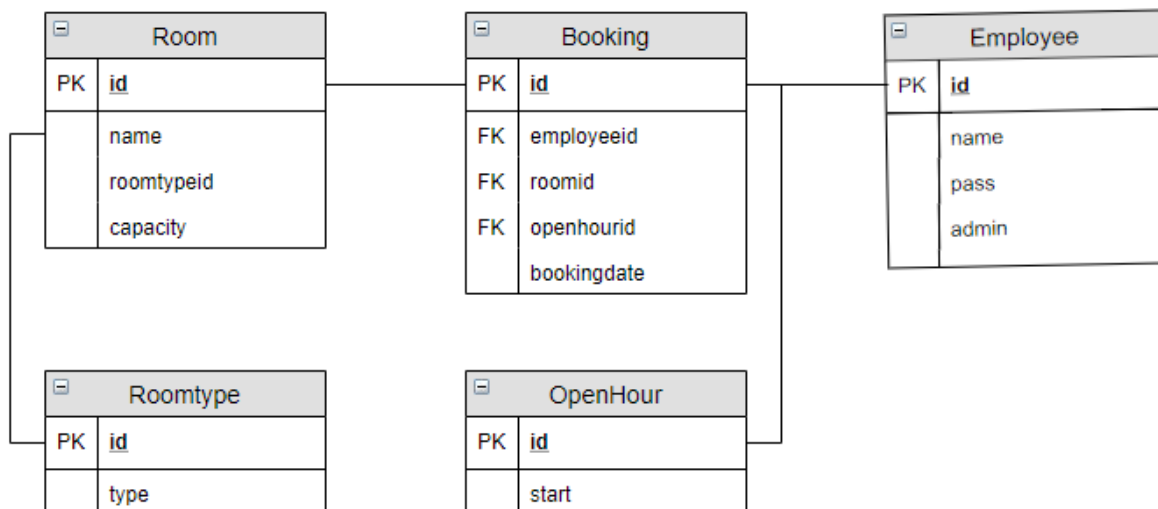 Room
PK id
name
roomtypeid
capacity
Booking
PK id
FK employeeid
FK roomid
FK openhourid
bookingdate
Employee
PK id
name
pass
admin
Roomtype
PK id
type
OpenHour
PK id
start